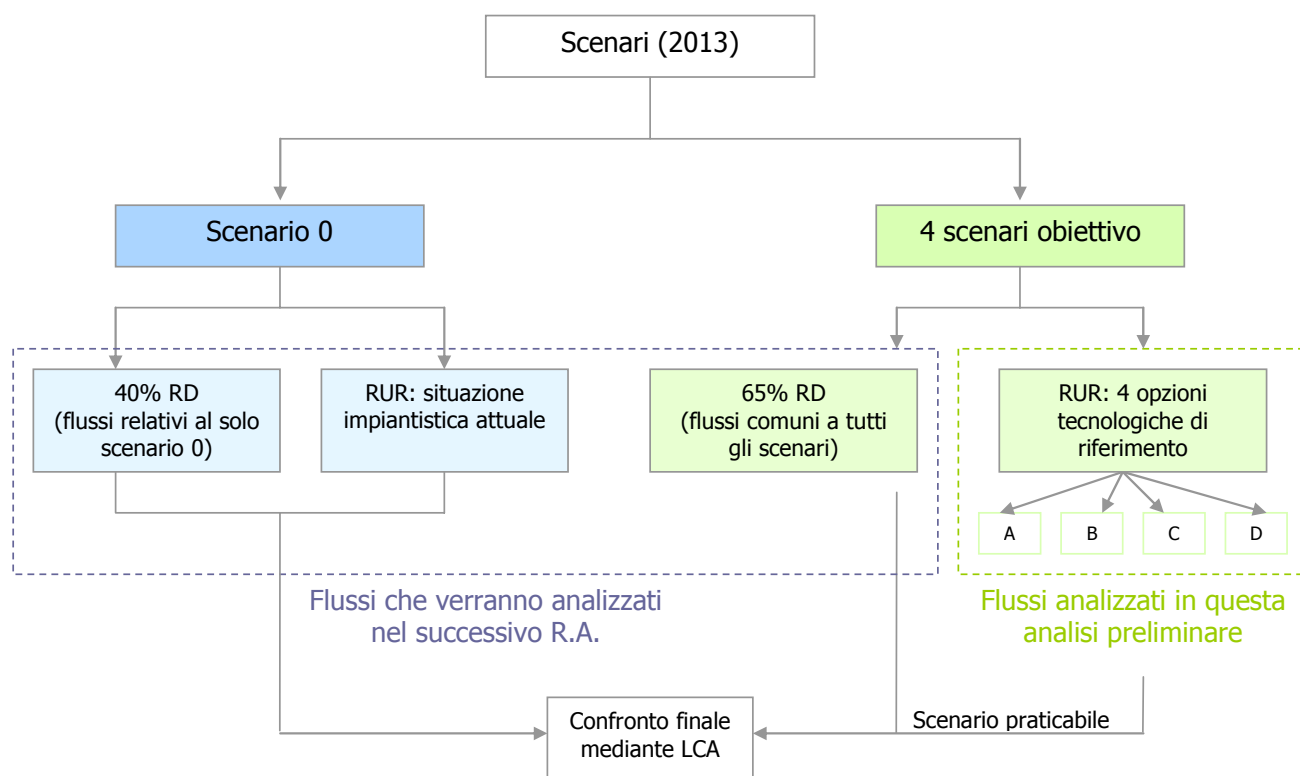 Scenari (2013)
Scenario 0
4 scenari obiettivo
40% RD
(flussi relativi al solo
scenario 0)
RUR: situazione
impiantistica attuale
65% RD
(flussi comuni a tutti
gli scenari)
RUR: 4 opzioni
tecnologiche di
riferimento
A
B
C
D
Flussi che verranno analizzati
nel successivo R.A.
Flussi analizzati in questa
analisi preliminare
Confronto finale
mediante LCA
Scenario praticabile